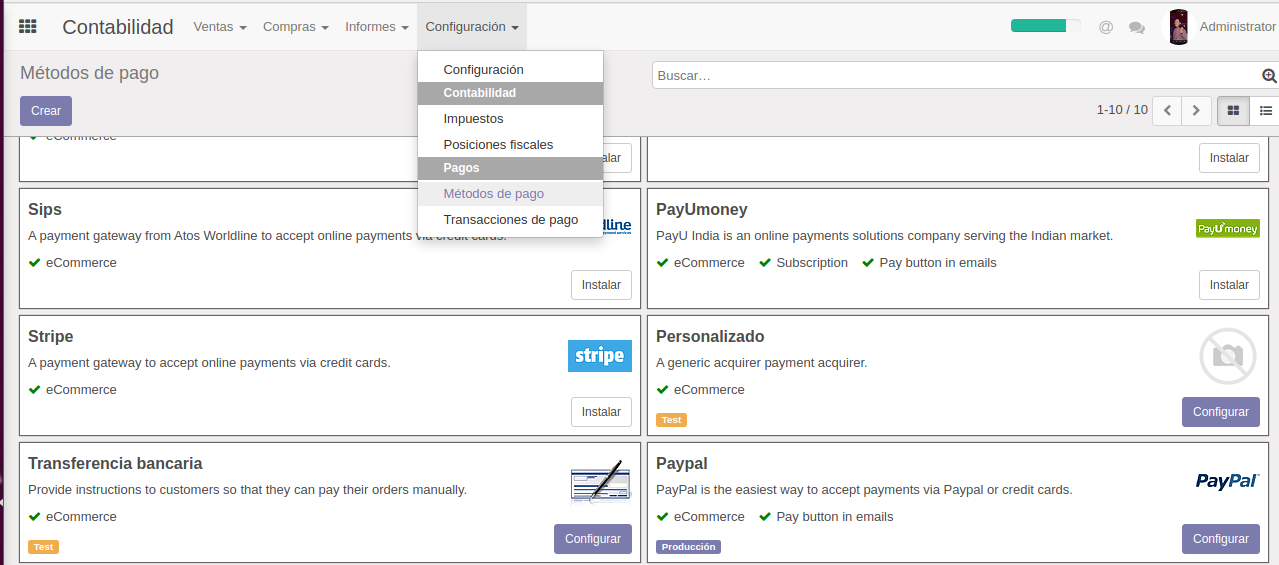 Contabilidad Ventas Compras Informes Configuración Administrator
Métodos de pago
Buscar...
Crear
1-10 / 10
Configuración
Contabilidad
Impuestos
Posiciones fiscales
Pagos
Métodos de pago
Transacciones de pago
eCommerce
alar
Instalar
Sips
line
A payment gateway from Atos Worldline to accept online payments via credit cards.
eCommerce
Instalar
PayUmoney
PayUmoney
PayU India is an online payments solutions company serving the Indian market.
eCommerce Subscription Pay button in emails
Instalar
Stripe
stripe
A payment gateway to accept online payments via credit cards.
eCommerce
Instalar
Personalizado
A generic acquirer payment acquirer.
eCommerce
Test
Configurar
Transferencia bancaria
Provide instructions to customers so that they can pay their orders manually.
eCommerce
Test
Configurar
Paypal
PayPal
PayPal is the easiest way to accept payments via Paypal or credit cards.
eCommerce Pay button in emails
Producción
Configurar